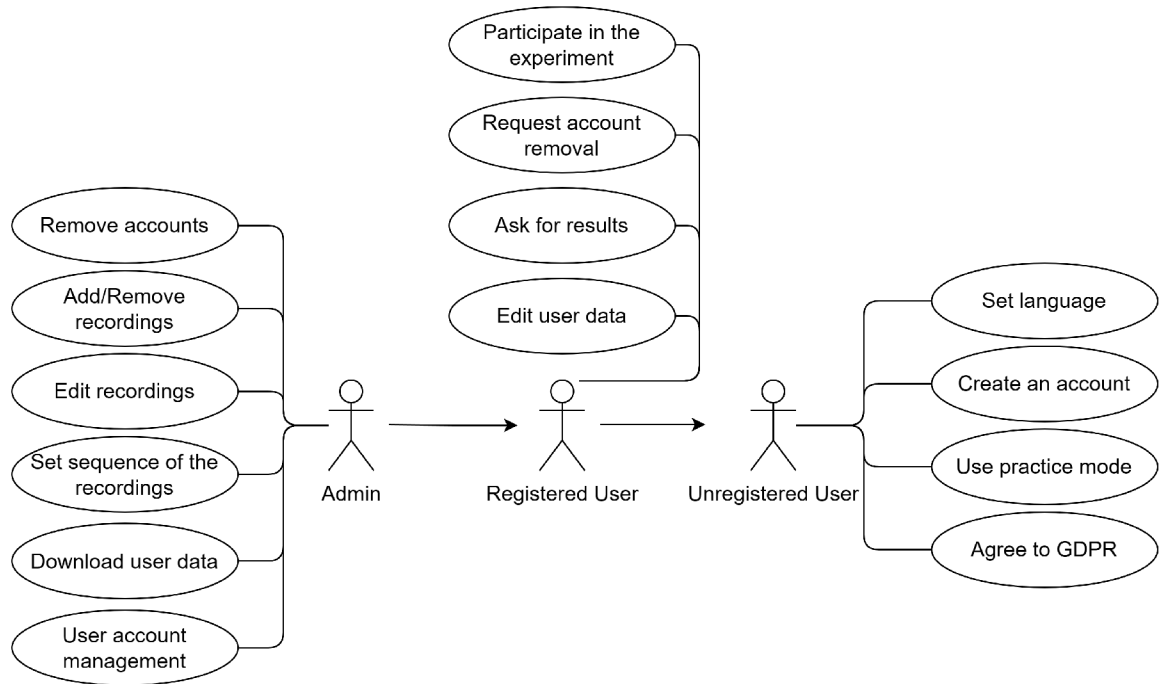 Participate in the
experiment
Request account
removal
Ask for results
Edit user data
Remove accounts
Add/Remove
recordings
Edit recordings
Set sequence of the
recordings
Download user data
User account
management
Admin
Registered User
Unregistered User
Set language
Create an account
Use practice mode
Agree to GDPR